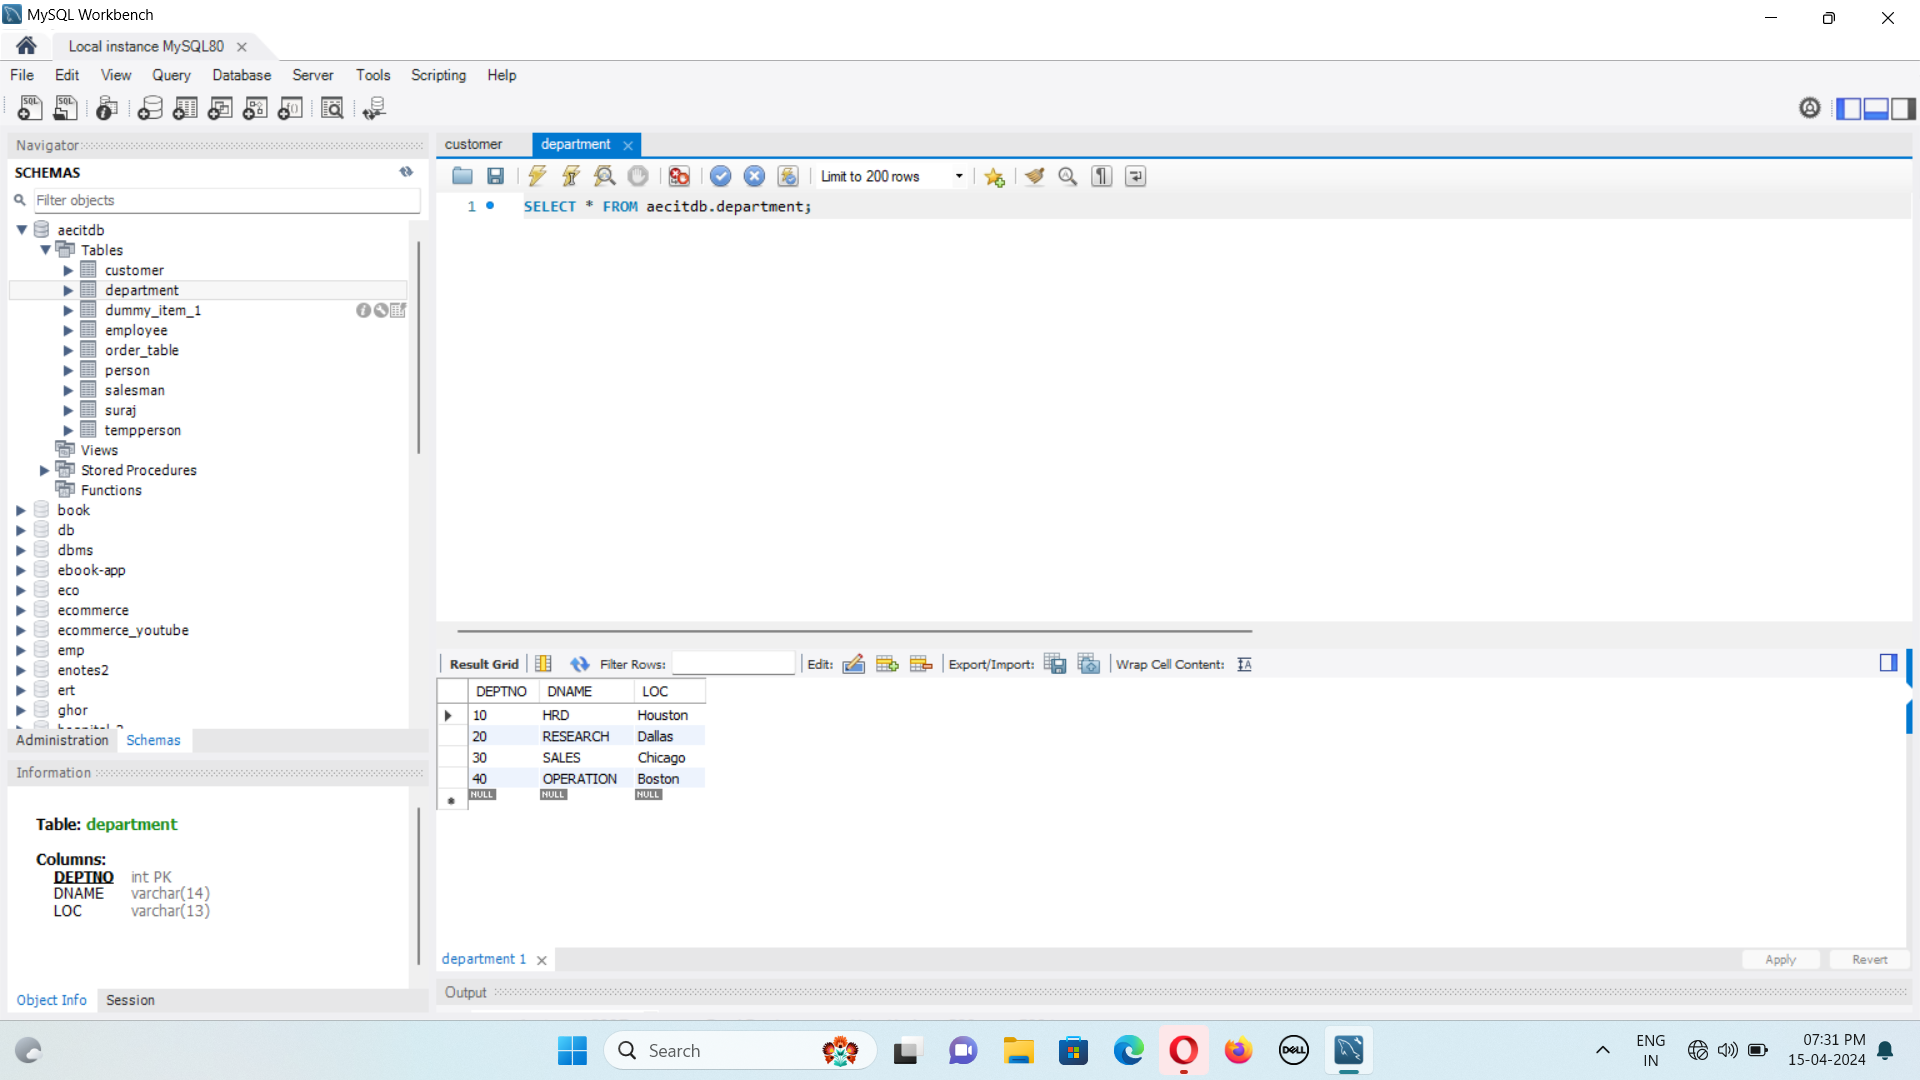 MySQL Workbench
Local instance MySQL80
File Edit View Query Database Server Tools Scripting Help
Navigator
SCHEMAS
Filter objects
aecitdb
Tables
customer
department
dummy_item_1
employee
order_table
person
salesman
suraj
tempperson
Views
Stored Procedures
Functions
book
db
dbms
ebook-app
eco
ecommerce
ecommerce_youtube
emp
enotes2
ert
ghor
Administration Schemas
Information
Table: department
Columns:
DEPTNO int PK
DNAME varchar(14)
LOC varchar(13)
Object Info Session
customer department
Limit to 200 rows
1 SELECT * FROM aecitdb.department;
Result Grid Filter Rows: Edit: Export/Import: Wrap Cell Content:
DEPTNO DNAME LOC
10 HRD Houston
20 RESEARCH Dallas
30 SALES Chicago
40 OPERATION Boston
NULL NULL NULL
department 1 Apply Revert
Output
Search
DELL
ENG
IN
07:31 PM
15-04-2024